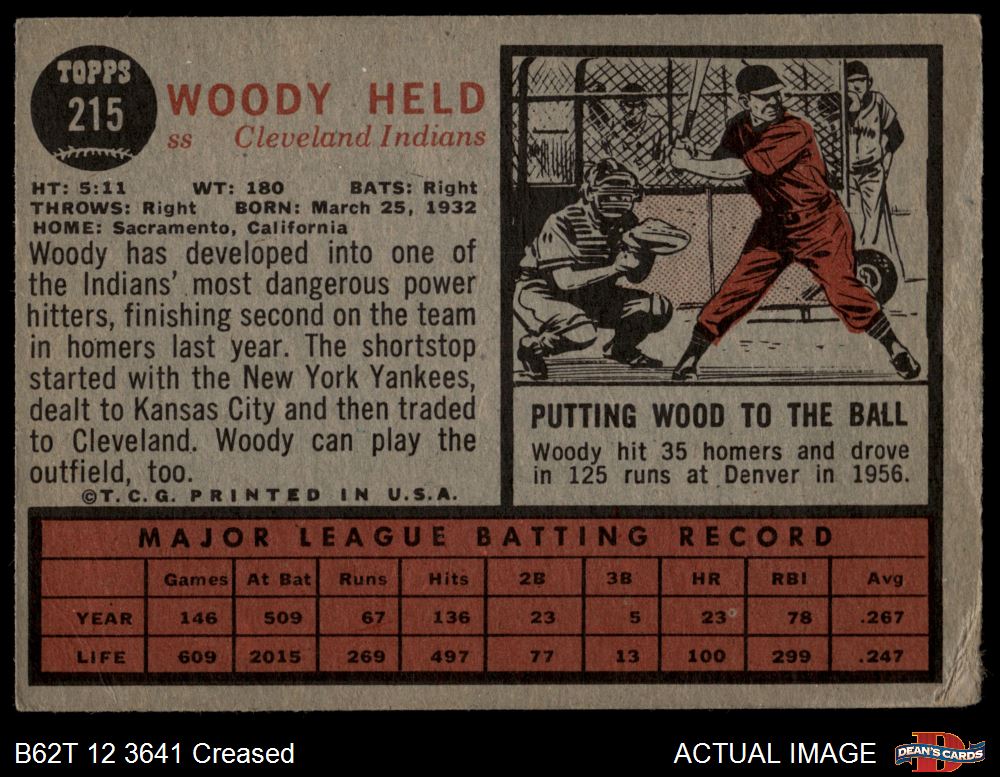 TOPPS
215
WOODY HELD
ss Cleveland Indians
HT: 5:11 WT: 180 BATS: Right
THROWS: Right BORN: March 25, 1932
HOME: Sacramento, California
Woody has developed into one of
the Indians' most dangerous power
hitters, finishing second on the team
in homers last year. The shortstop
started with the New York Yankees,
dealt to Kansas City and then traded
to Cleveland. Woody can play the
outfield, too.
©T.C.G. PRINTED IN U.S.A.
PUTTING WOOD TO THE BALL
Woody hit 35 homers and drove
in 125 runs at Denver in 1956.
MAJOR LEAGUE BATTING RECORD
Games At Bat Runs Hits 2B 3B HR RBI Avg
YEAR 146 509 67 136 23 5 23 78 .267
LIFE 609 2015 269 497 77 13 100 299 .247
B62T 12 3641 Creased
ACTUAL IMAGE
DEAN'S CARDS